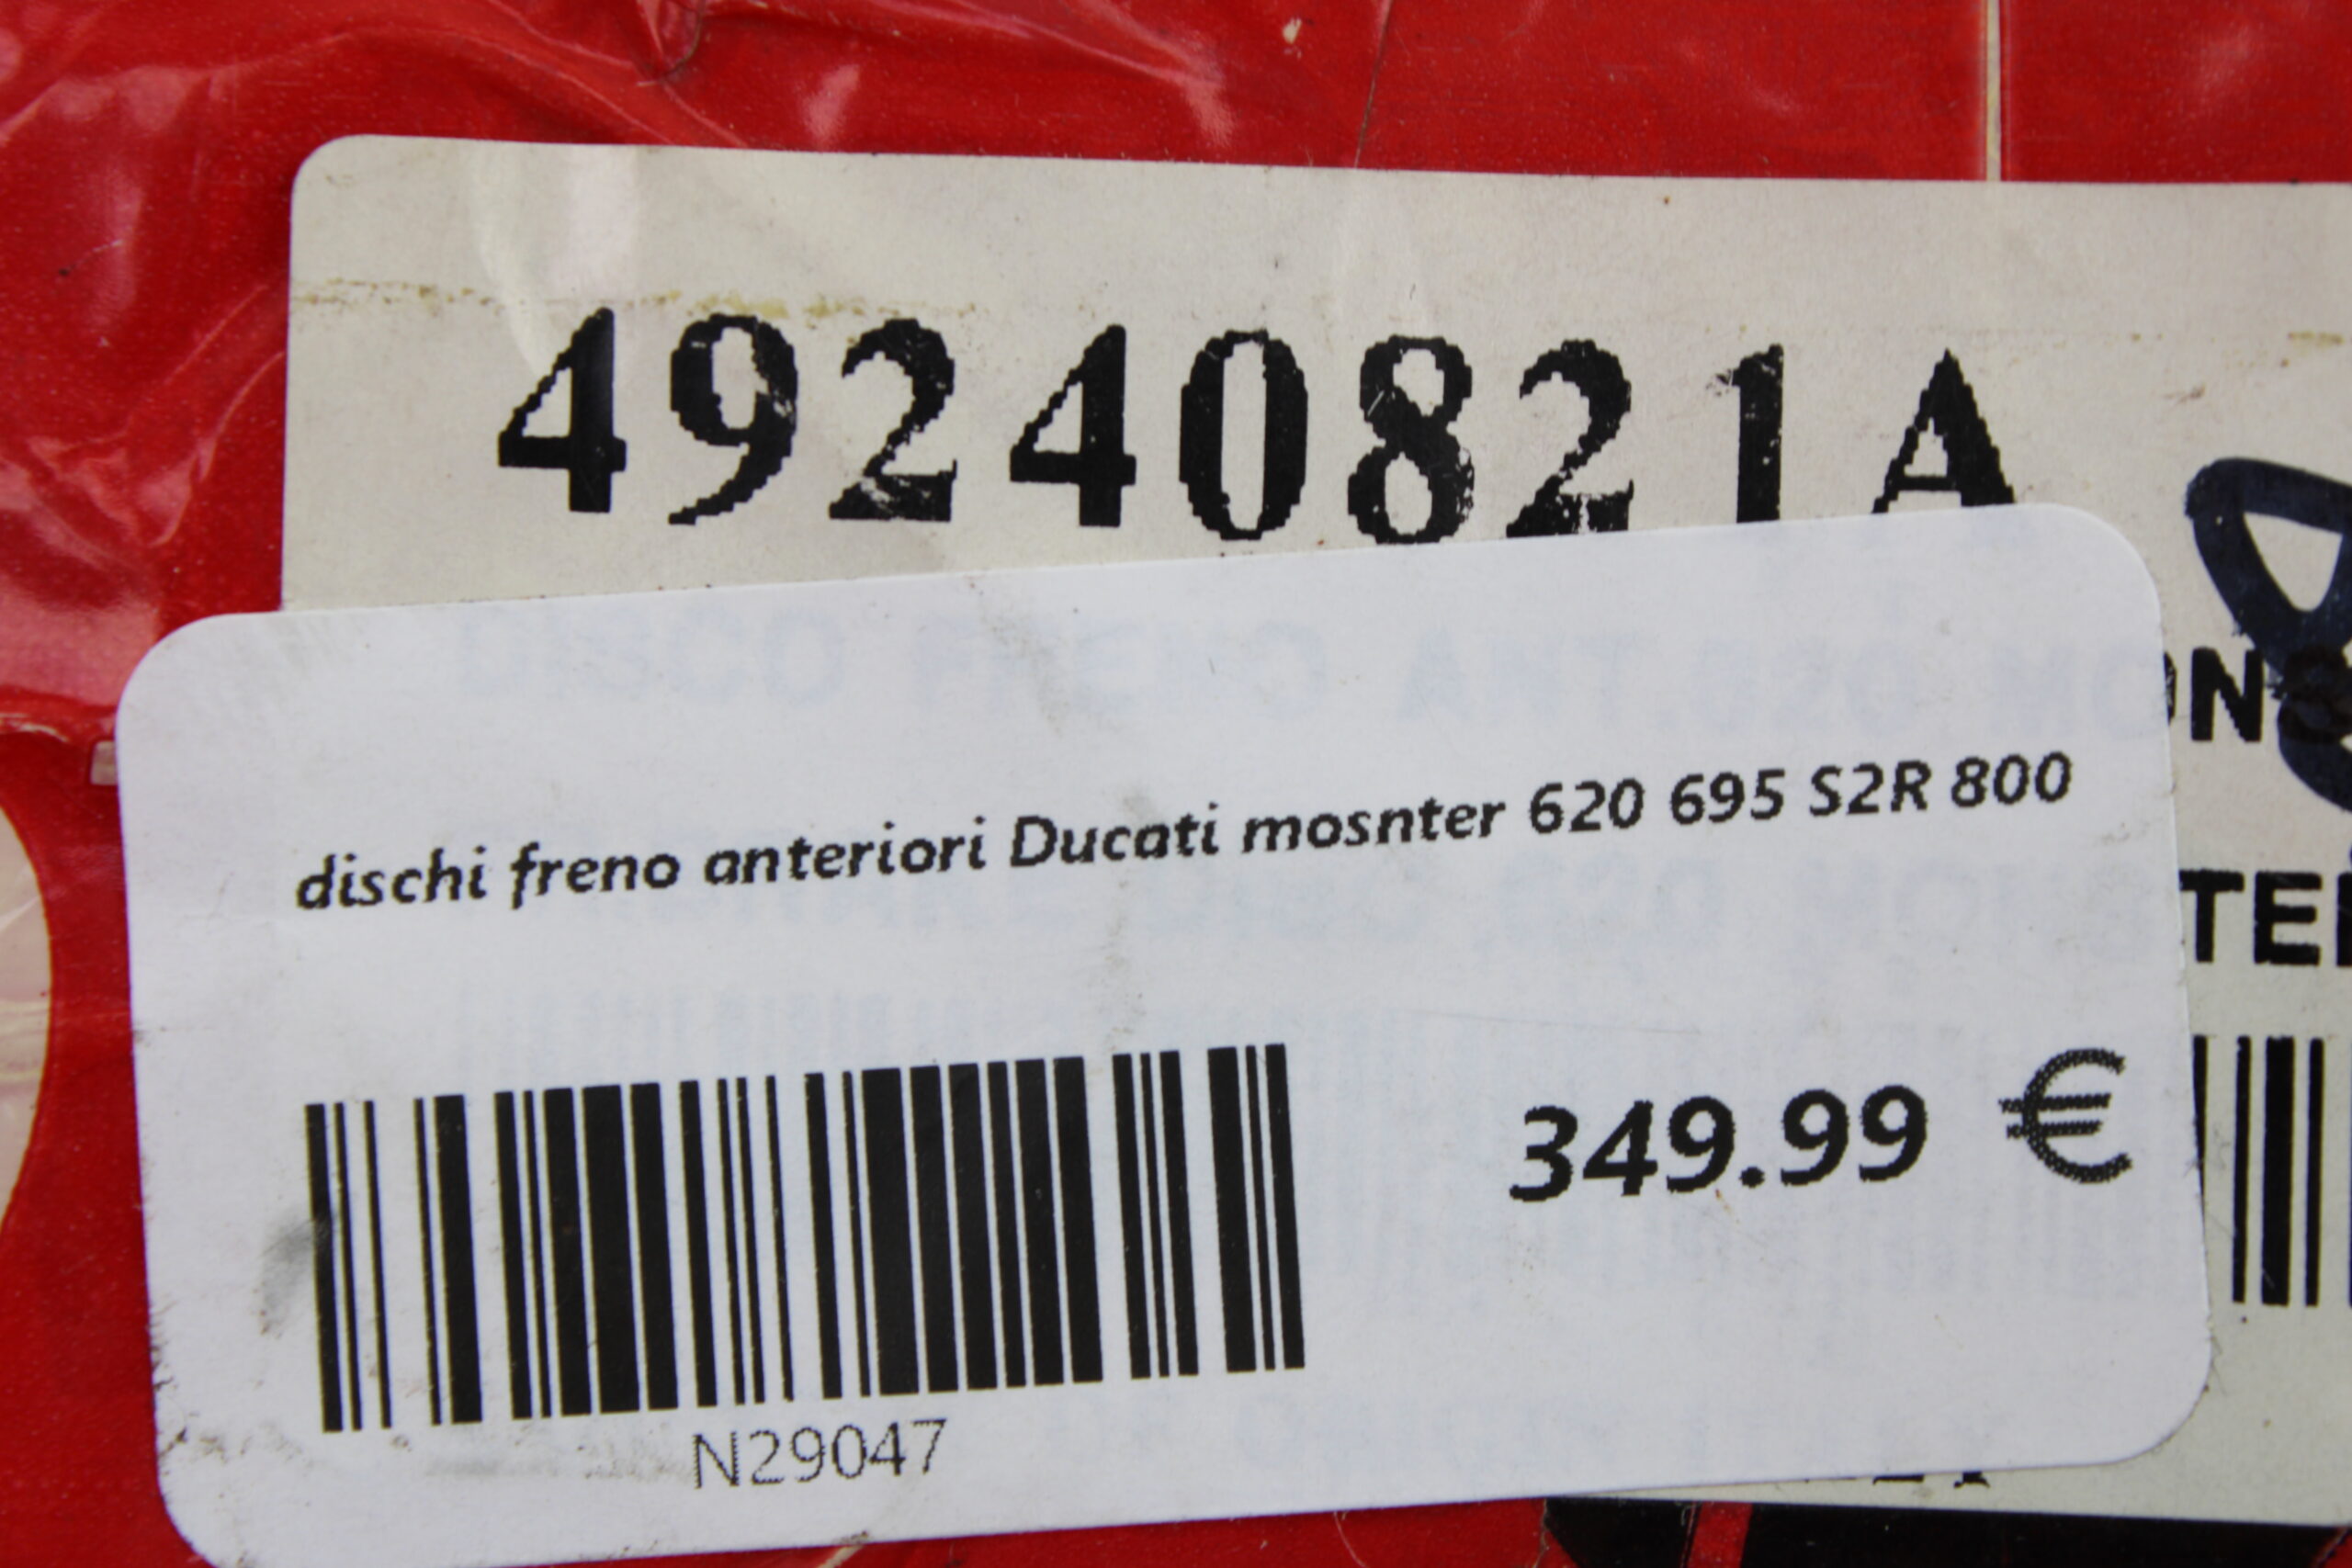 49240821A
dischi freno anteriori Ducati mosnter 620 695 S2R 800
349.99 €
N29047